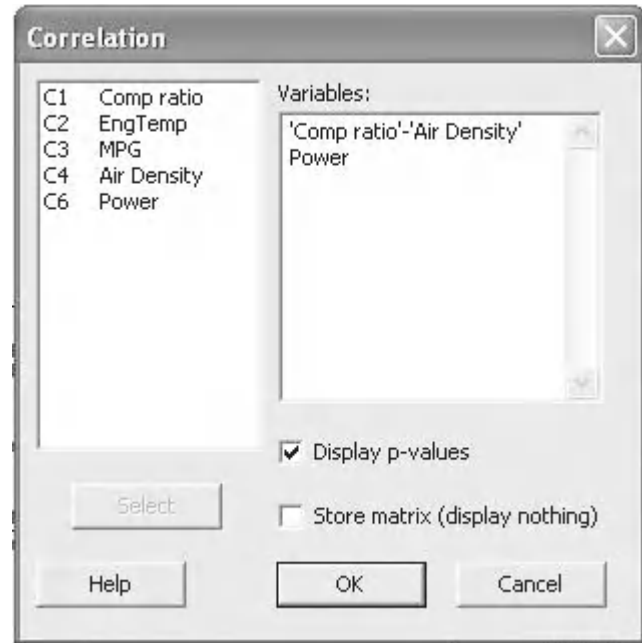 Correlation
C1 Comp ratio
C2 EngTemp
C3 MPG
C4 Air Density
C6 Power
Variables:
'Comp ratio'-'Air Density'
Power
Display p-values
Select
Store matrix (display nothing)
Help
OK
Cancel